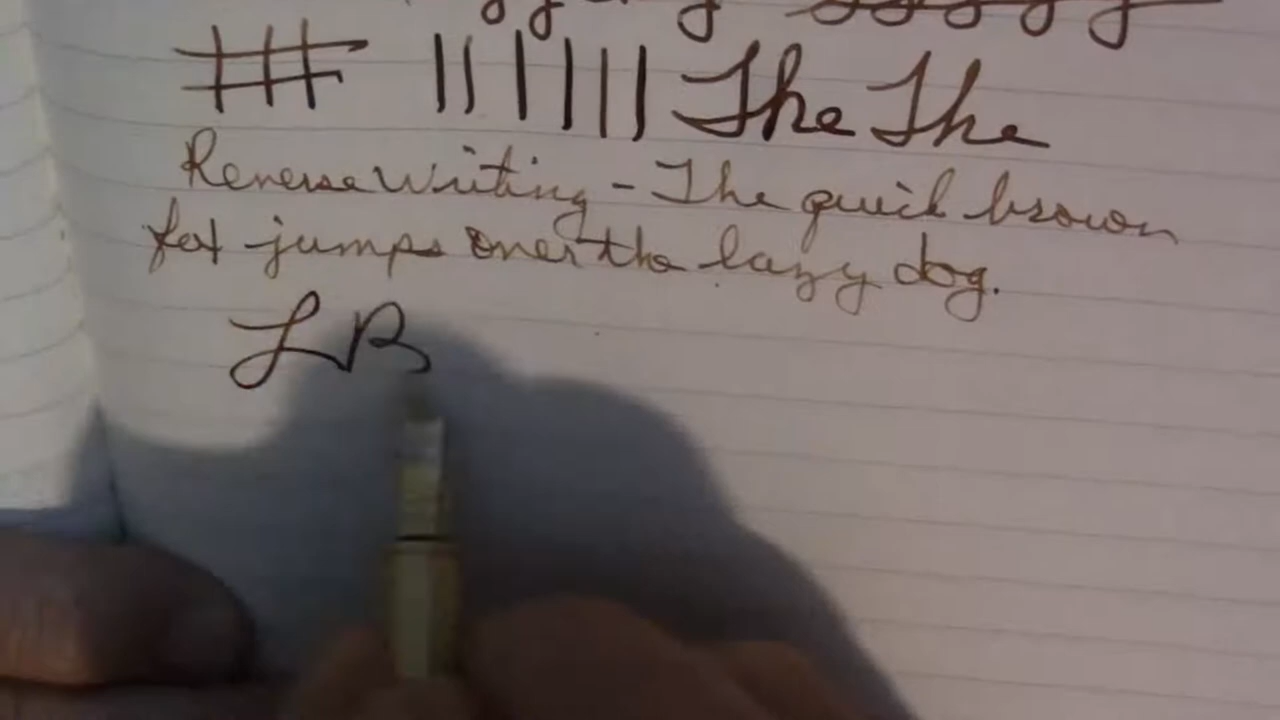 The The
Reverse Writing - The quick brown
fox jumps over the lazy dog.
LB